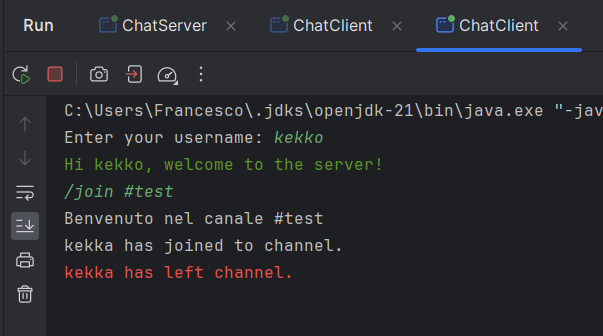 Run ChatServer ChatClient ChatClient
C:\Users\Francesco\.jdks\openjdk-21\bin\java.exe "-jav
Enter your username: kekko
Hi kekko, welcome to the server!
/join #test
Benvenuto nel canale #test
kekka has joined to channel.
kekka has left channel.